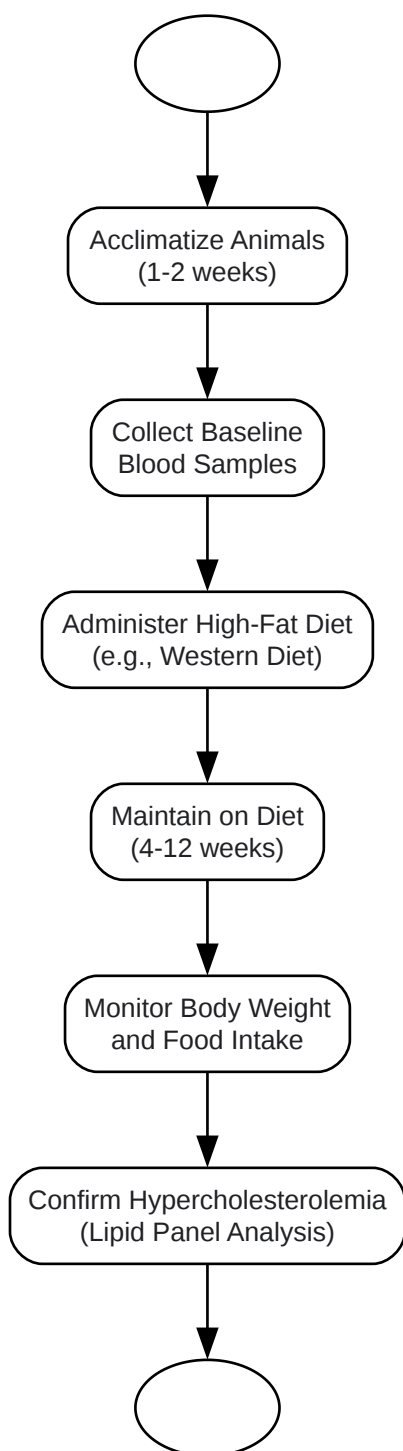 Acclimatize Animals
(1-2 weeks)
Collect Baseline
Blood Samples
Administer High-Fat Diet
(e.g., Western Diet)
Maintain on Diet
(4-12 weeks)
Monitor Body Weight
and Food Intake
Confirm Hypercholesterolemia
(Lipid Panel Analysis)